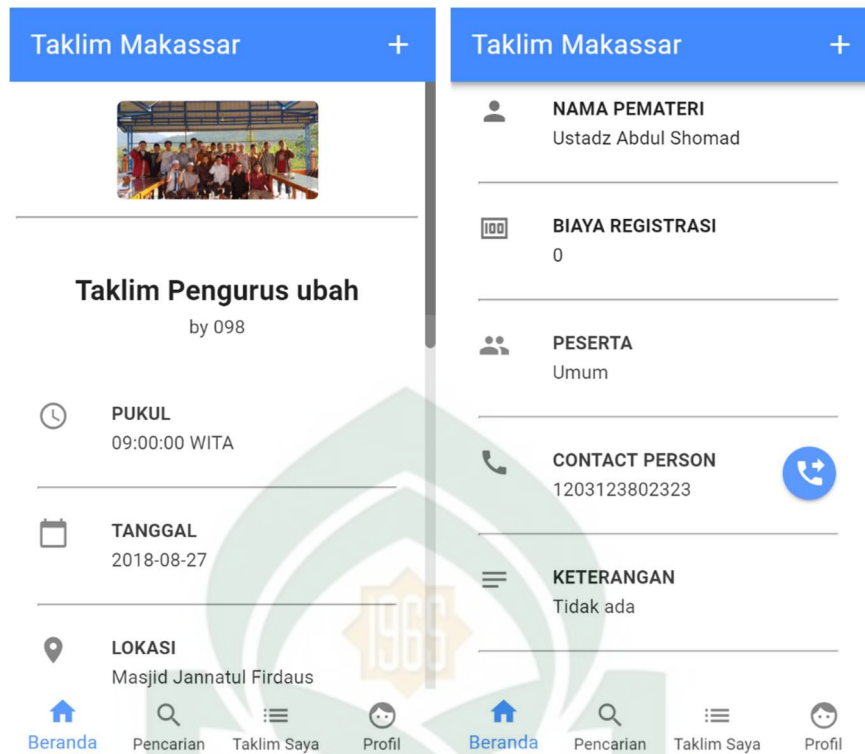 Taklim Makassar +
Taklim Pengurus ubah
by 098
PUKUL
09:00:00 WITA
TANGGAL
2018-08-27
LOKASI
Masjid Jannatul Firdaus
Beranda Pencarian Taklim Saya Profil
Taklim Makassar +
NAMA PEMATERI
Ustadz Abdul Shomad
100
BIAYA REGISTRASI
0
PESERTA
Umum
CONTACT PERSON
1203123802323
KETERANGAN
Tidak ada
1965
Beranda Pencarian Taklim Saya Profil